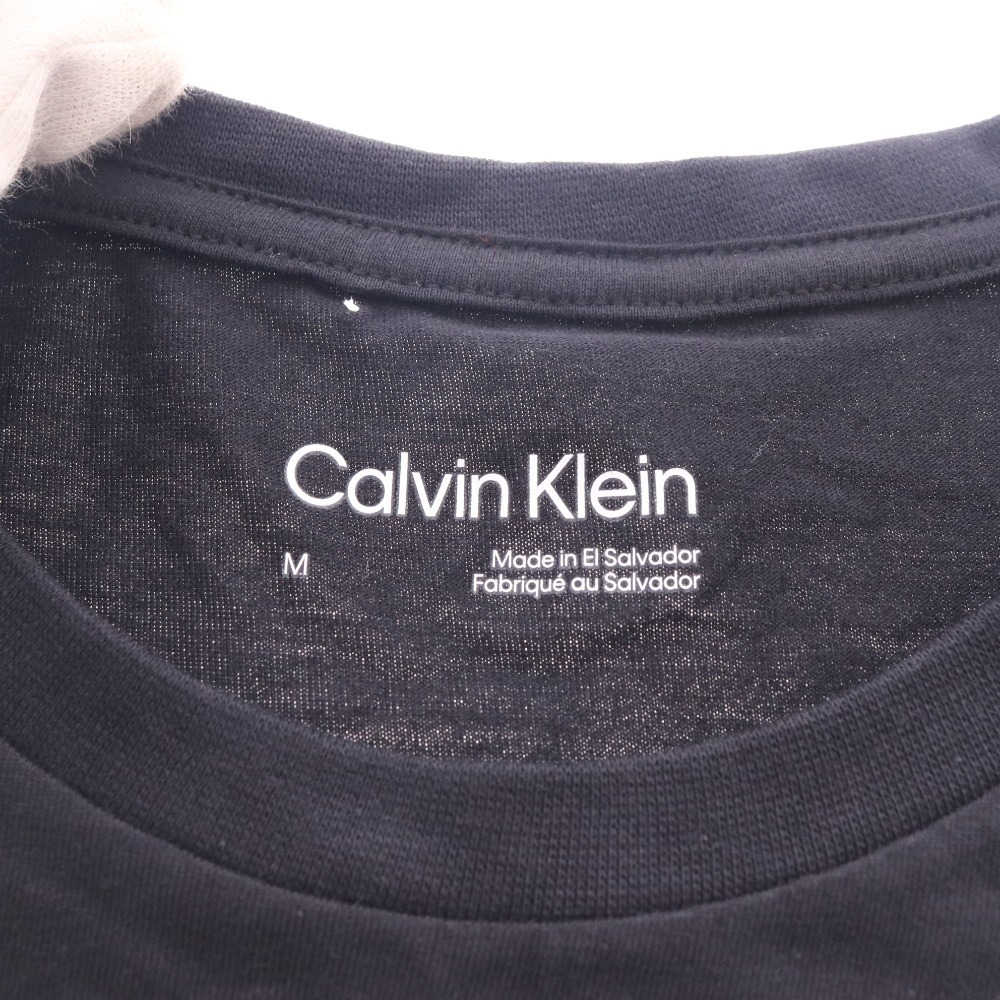 Calvin Klein
M
Made in El Salvador
Fabriqué au Salvador